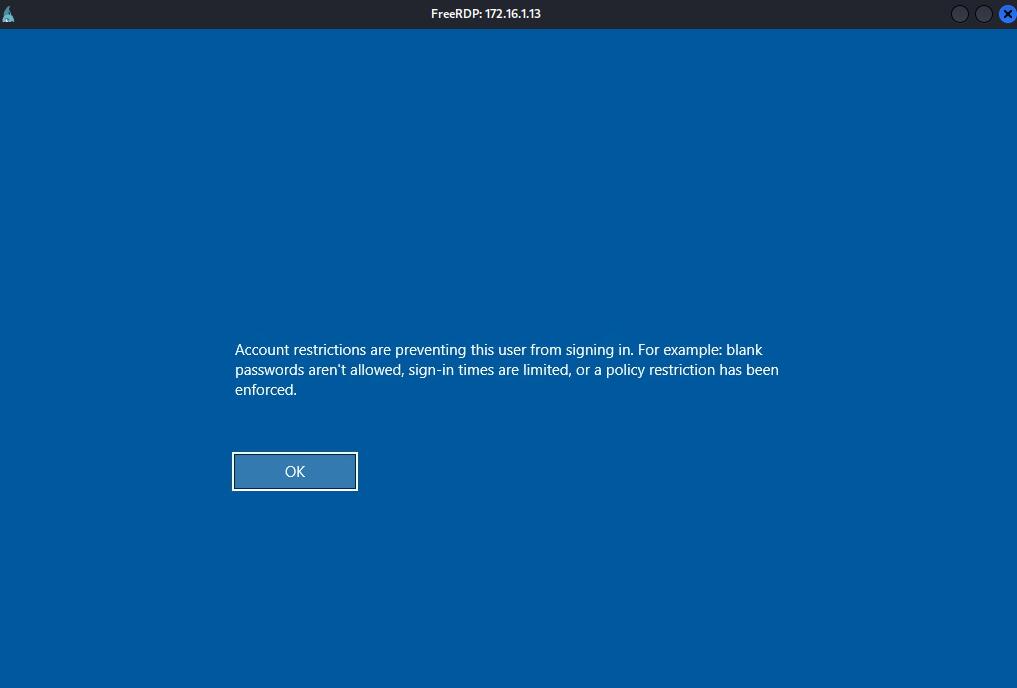 FreeRDP: 172.16.1.13
Account restrictions are preventing this user from signing in. For example: blank
passwords aren't allowed, sign-in times are limited, or a policy restriction has been
enforced.
OK